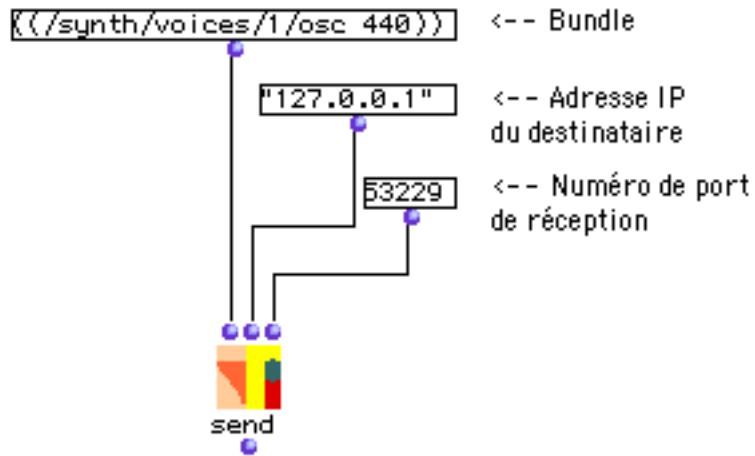 ((/synth/voices/1/osc 440)) <-- Bundle
"127.0.0.1" <-- Adresse IP
du destinataire
53229 <-- Numéro de port
de réception
send